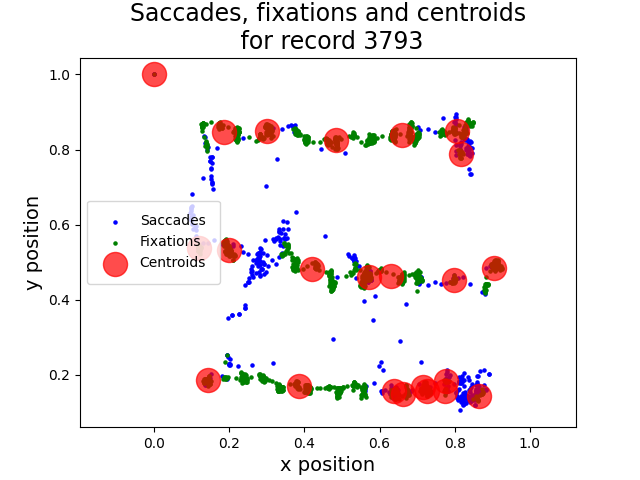 Saccades, fixations and centroids
for record 3793
1.0
0.8
0.6
0.4
0.2
y position
Saccades
Fixations
Centroids
0.0 0.2 0.4 0.6 0.8 1.0
x position